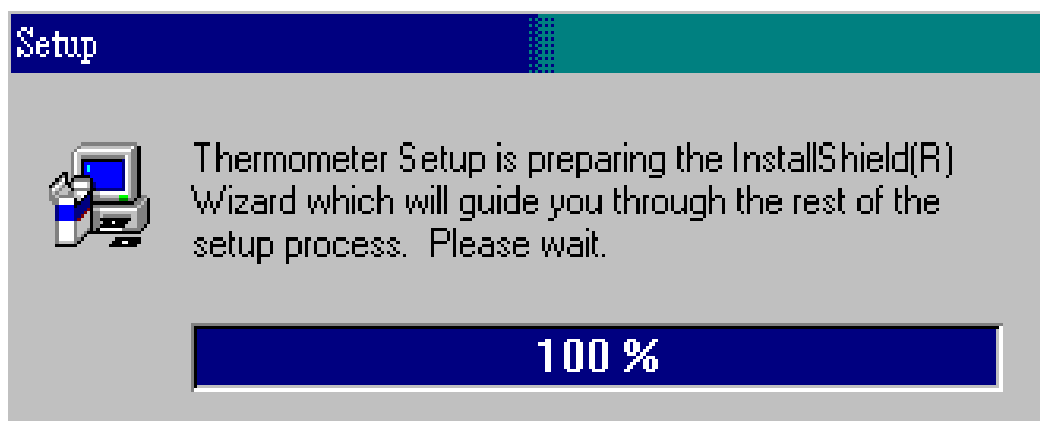 Setup
Thermometer Setup is preparing the InstallShield(R)
Wizard which will guide you through the rest of the
setup process.  Please wait.
100 %